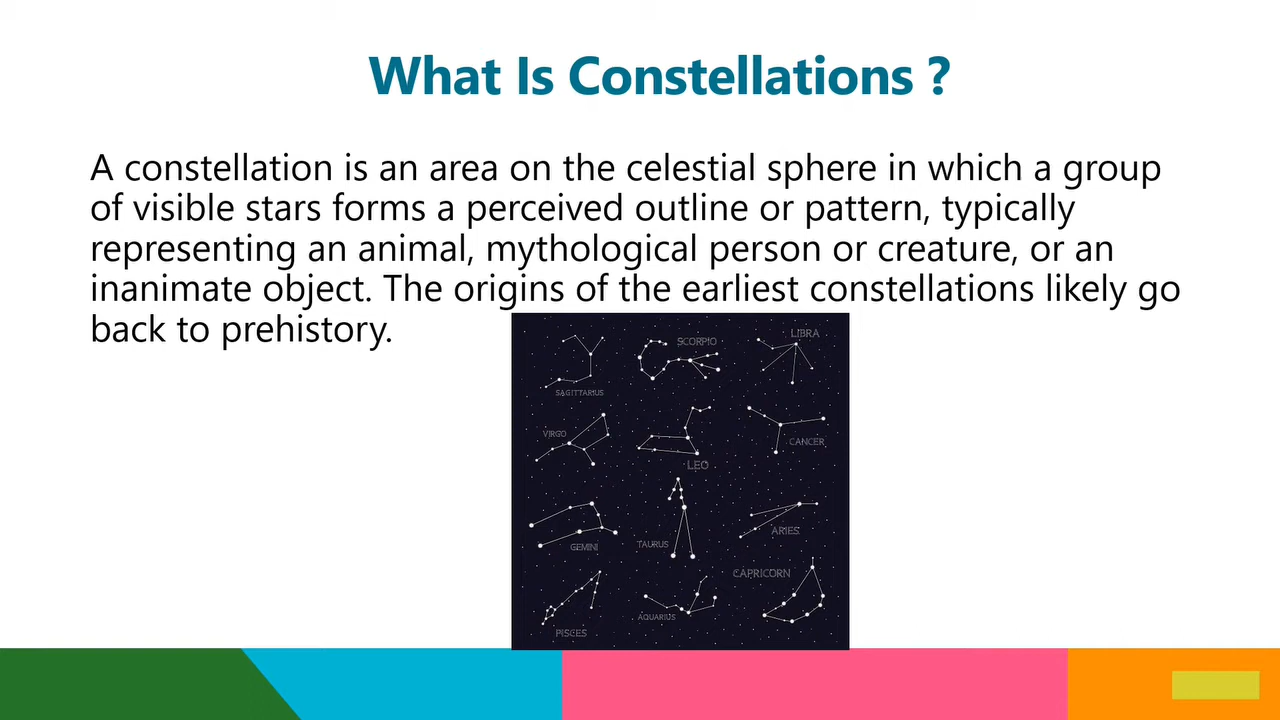 What Is Constellations ?
A constellation is an area on the celestial sphere in which a group
of visible stars forms a perceived outline or pattern, typically
representing an animal, mythological person or creature, or an
inanimate object. The origins of the earliest constellations likely go
back to prehistory.
SAGITTARIUS
SCORPIO
LIBRA
VIRGO
LEO
CANCER
GEMINI
TAURUS
ARIES
PISCES
AQUARIUS
CAPRICORN